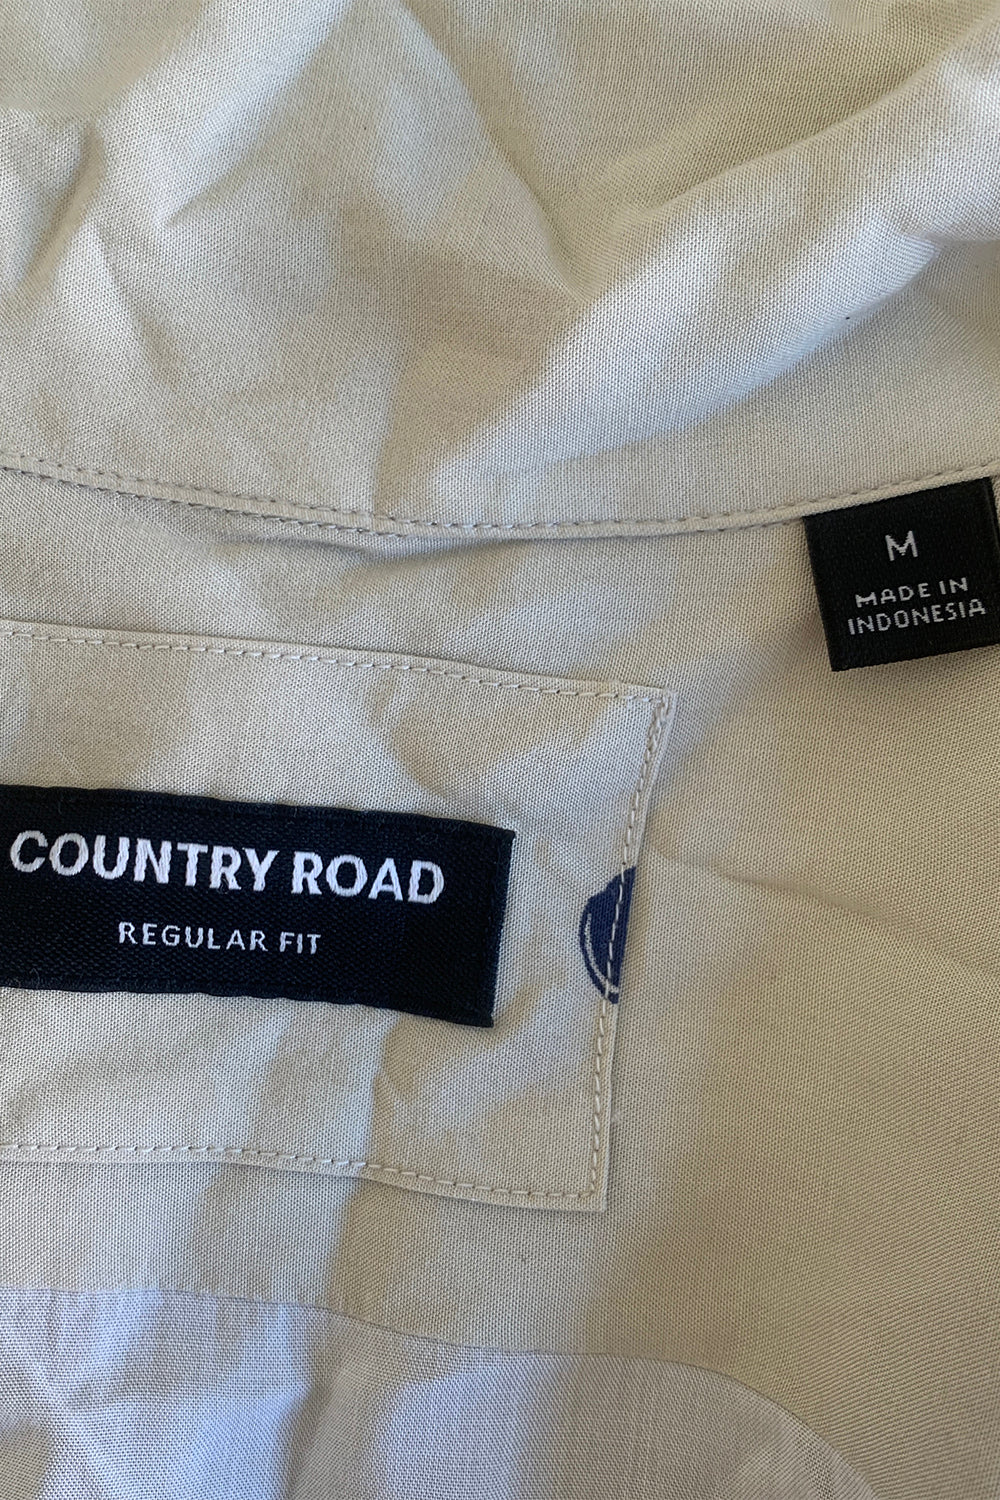 M
MADE IN
INDONESIA
COUNTRY ROAD
REGULAR FIT